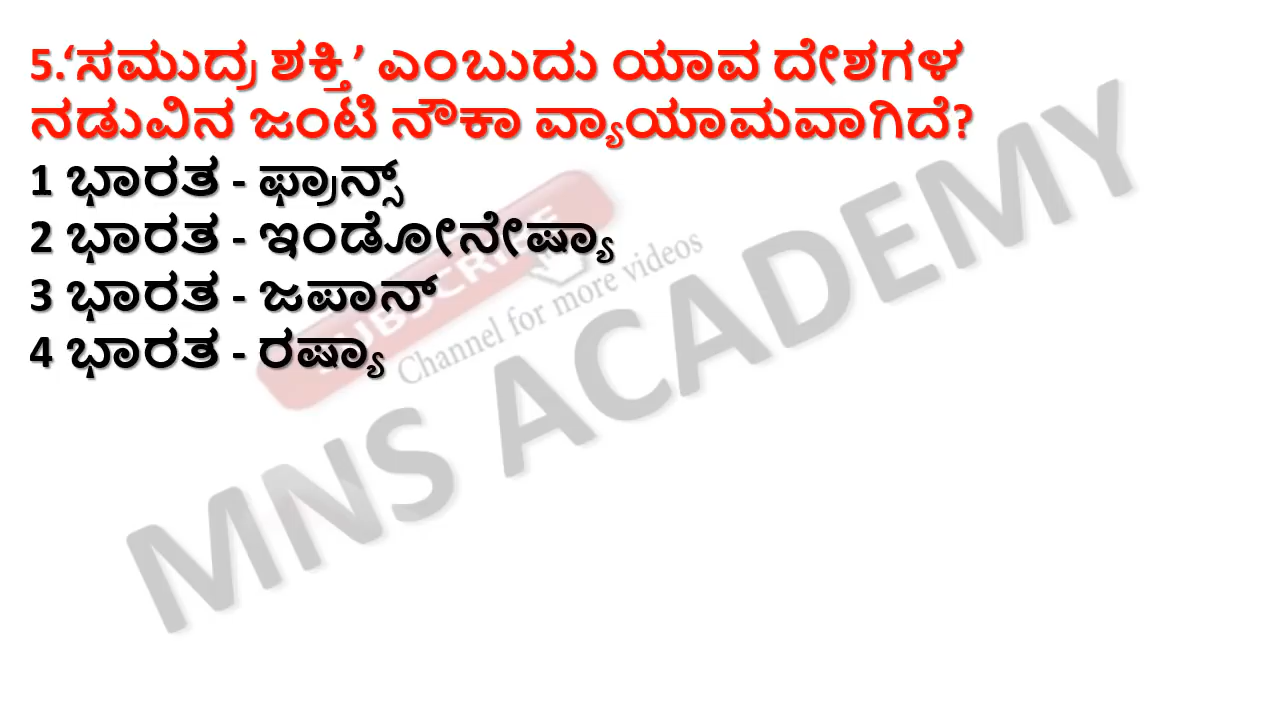 5.‘ಸಮುದ್ರ ಶಕ್ತಿ’ ಎಂಬುದು ಯಾವ ದೇಶಗಳ
ನಡುವಿನ ಜಂಟಿ ನೌಕಾ ವ್ಯಾಯಾಮವಾಗಿದೆ?
1 ಭಾರತ - ಫ್ರಾನ್ಸ್
2 ಭಾರತ - ಇಂಡೋನೇಷ್ಯಾ
3 ಭಾರತ - ಜಪಾನ್
4 ಭಾರತ - ರಷ್ಯಾ
SUBSCRIBE
Channel for more videos
MNS ACADEMY